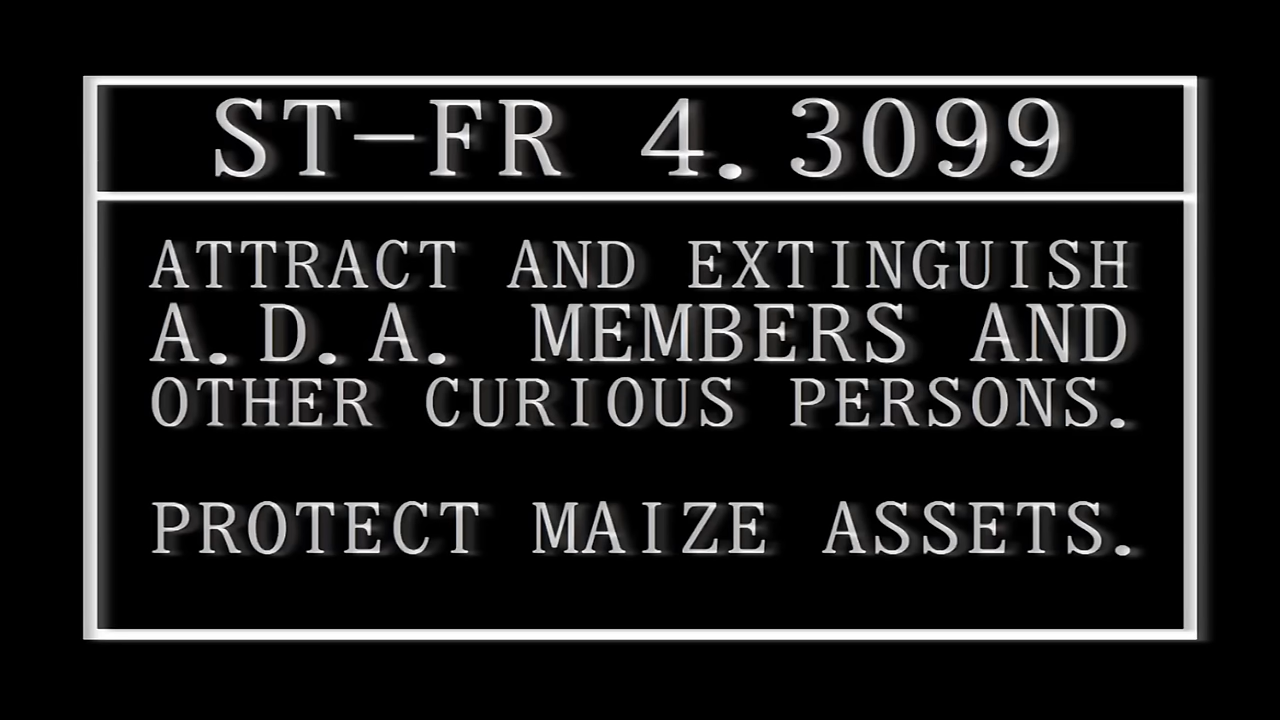 ST-FR 4.3099
ATTRACT AND EXTINGUISH
A.D.A. MEMBERS AND
OTHER CURIOUS PERSONS.
PROTECT MAIZE ASSETS.